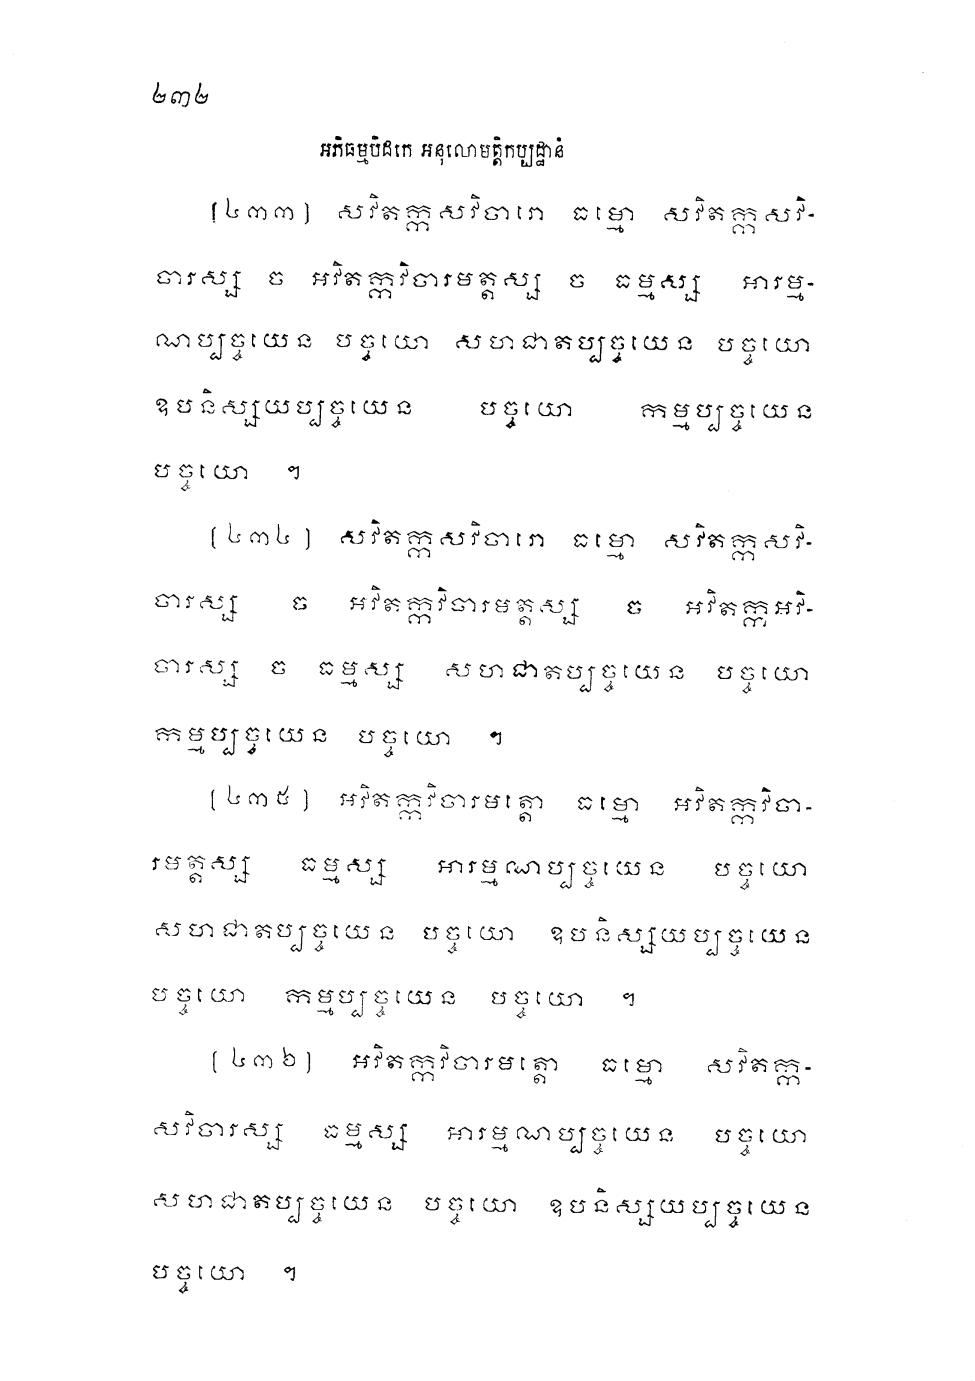 ២៣២
អភិធម្មបិដកេ អនុលោមត្តិកប្បដ្ឋានំ
[៤៣៣] សវិតក្កសវិចារោ ធម្មោ សវិតក្កសវិ-
ចារស្ស ច អវិតក្កវិចារមត្តស្ស ច ធម្មស្ស អារម្ម-
ណប្បច្ចយេន បច្ចយោ សហជាតប្បច្ចយេន បច្ចយោ
ឧបនិស្សយប្បច្ចយេន បច្ចយោ កម្មប្បច្ចយេន
បច្ចយោ ។
[៤៣៤] សវិតក្កសវិចារោ ធម្មោ សវិតក្កសវិ-
ចារស្ស ច អវិតក្កវិចារមត្តស្ស ច អវិតក្កអវិ-
ចារស្ស ច ធម្មស្ស សហជាតប្បច្ចយេន បច្ចយោ
កម្មប្បច្ចយេន បច្ចយោ ។
[៤៣៥] អវិតក្កវិចារមត្តោ ធម្មោ អវិតក្កវិចា-
រមត្តស្ស ធម្មស្ស អារម្មណប្បច្ចយេន បច្ចយោ
សហជាតប្បច្ចយេន បច្ចយោ ឧបនិស្សយប្បច្ចយេន
បច្ចយោ កម្មប្បច្ចយេន បច្ចយោ ។
[៤៣៦] អវិតក្កវិចារមត្តោ ធម្មោ សវិតក្ក-
សវិចារស្ស ធម្មស្ស អារម្មណប្បច្ចយេន បច្ចយោ
សហជាតប្បច្ចយេន បច្ចយោ ឧបនិស្សយប្បច្ចយេន
បច្ចយោ ។